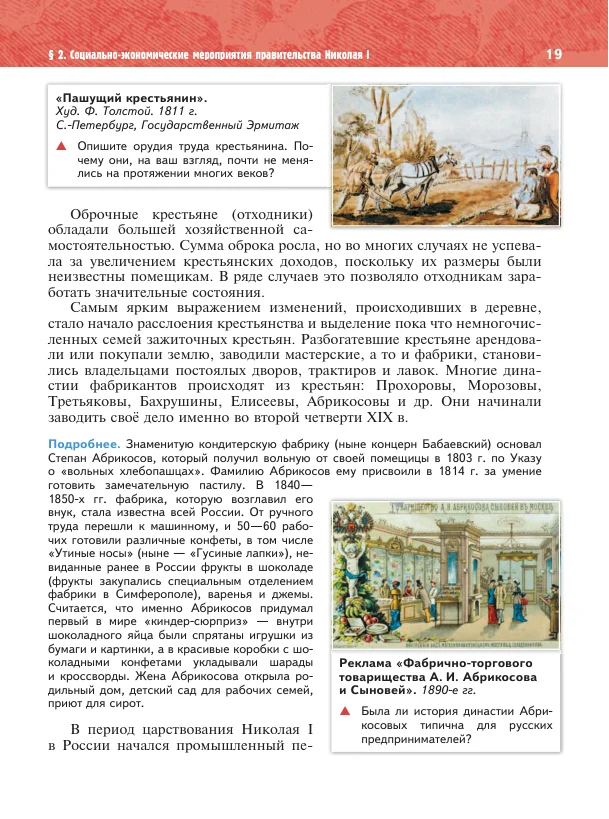 § 2. Социально-экономические мероприятия правительства Николая I
19
«Пашущий крестьянин».
Худ. Ф. Толстой. 1811 г.
С.-Петербург, Государственный Эрмитаж
▲ Опишите орудия труда крестьянина. По-
чему они, на ваш взгляд, почти не меня-
лись на протяжении многих веков?
Оброчные крестьяне (отходники)
обладали большей хозяйственной са-
мостоятельностью. Сумма оброка росла, но во многих случаях не успева-
ла за увеличением крестьянских доходов, поскольку их размеры были
неизвестны помещикам. В ряде случаев это позволяло отходникам зара-
ботать значительные состояния.
Самым ярким выражением изменений, происходивших в деревне,
стало начало расслоения крестьянства и выделение пока что немногочис-
ленных семей зажиточных крестьян. Разбогатевшие крестьяне арендова-
ли или покупали землю, заводили мастерские, а то и фабрики, станови-
лись владельцами постоялых дворов, трактиров и лавок. Многие дина-
стии фабрикантов происходят из крестьян: Прохоровы, Морозовы,
Третьяковы, Бахрушины, Елисеевы, Абрикосовы и др. Они начинали
заводить своё дело именно во второй четверти XIX в.
Подробнее. Знаменитую кондитерскую фабрику (ныне концерн Бабаевский) основал
Степан Абрикосов, который получил вольную от своей помещицы в 1803 г. по Указу
о «вольных хлебопашцах». Фамилию Абрикосов ему присвоили в 1814 г. за умение
готовить замечательную пастилу. В 1840—
1850-х гг. фабрика, которую возглавил его
внук, стала известна всей России. От ручного
труда перешли к машинному, и 50—60 рабо-
чих готовили различные конфеты, в том числе
«Утиные носы» (ныне — «Гусиные лапки»), не-
виданные ранее в России фрукты в шоколаде
(фрукты закупались специальным отделением
фабрики в Симферополе), варенья и джемы.
Считается, что именно Абрикосов придумал
первый в мире «киндер-сюрприз» — внутри
шоколадного яйца были спрятаны игрушки из
бумаги и картинки, а в красивые коробки с шо-
коладными конфетами укладывали шарады
и кроссворды. Жена Абрикосова открыла ро-
дильный дом, детский сад для рабочих семей,
приют для сирот.
ТОВАРИЩЕСТВО А. И. АБРИКОСОВА СЫНОВЕЙ ВЪ МОСКВѢ
Реклама «Фабрично-торгового
товарищества А. И. Абрикосова
и Сыновей». 1890-е гг.
▲ Была ли история династии Абри-
косовых типична для русских
предпринимателей?
В период царствования Николая I
в России начался промышленный пе-